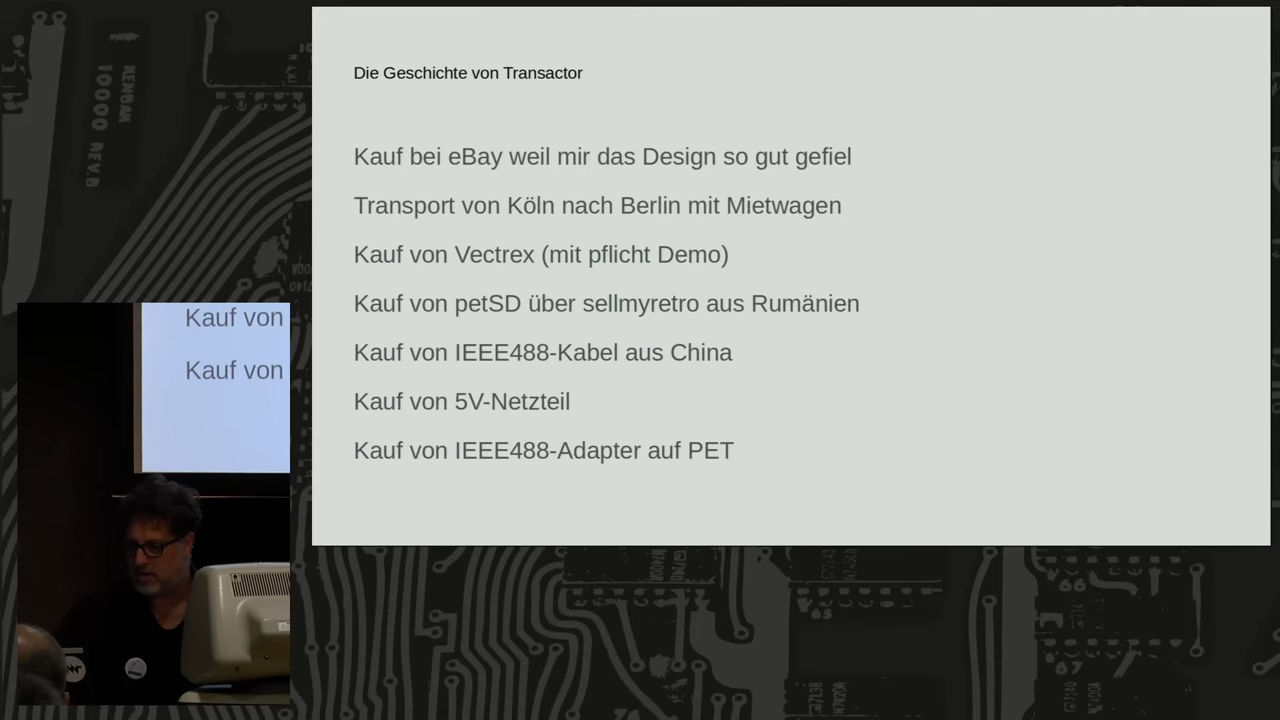 Die Geschichte von Transactor
Kauf bei eBay weil mir das Design so gut gefiel
Transport von Köln nach Berlin mit Mietwagen
Kauf von Vectrex (mit pflicht Demo)
Kauf von petSD über sellmyretro aus Rumänien
Kauf von IEEE488-Kabel aus China
Kauf von 5V-Netzteil
Kauf von IEEE488-Adapter auf PET
Kauf von
Kauf von
10000 REV.B